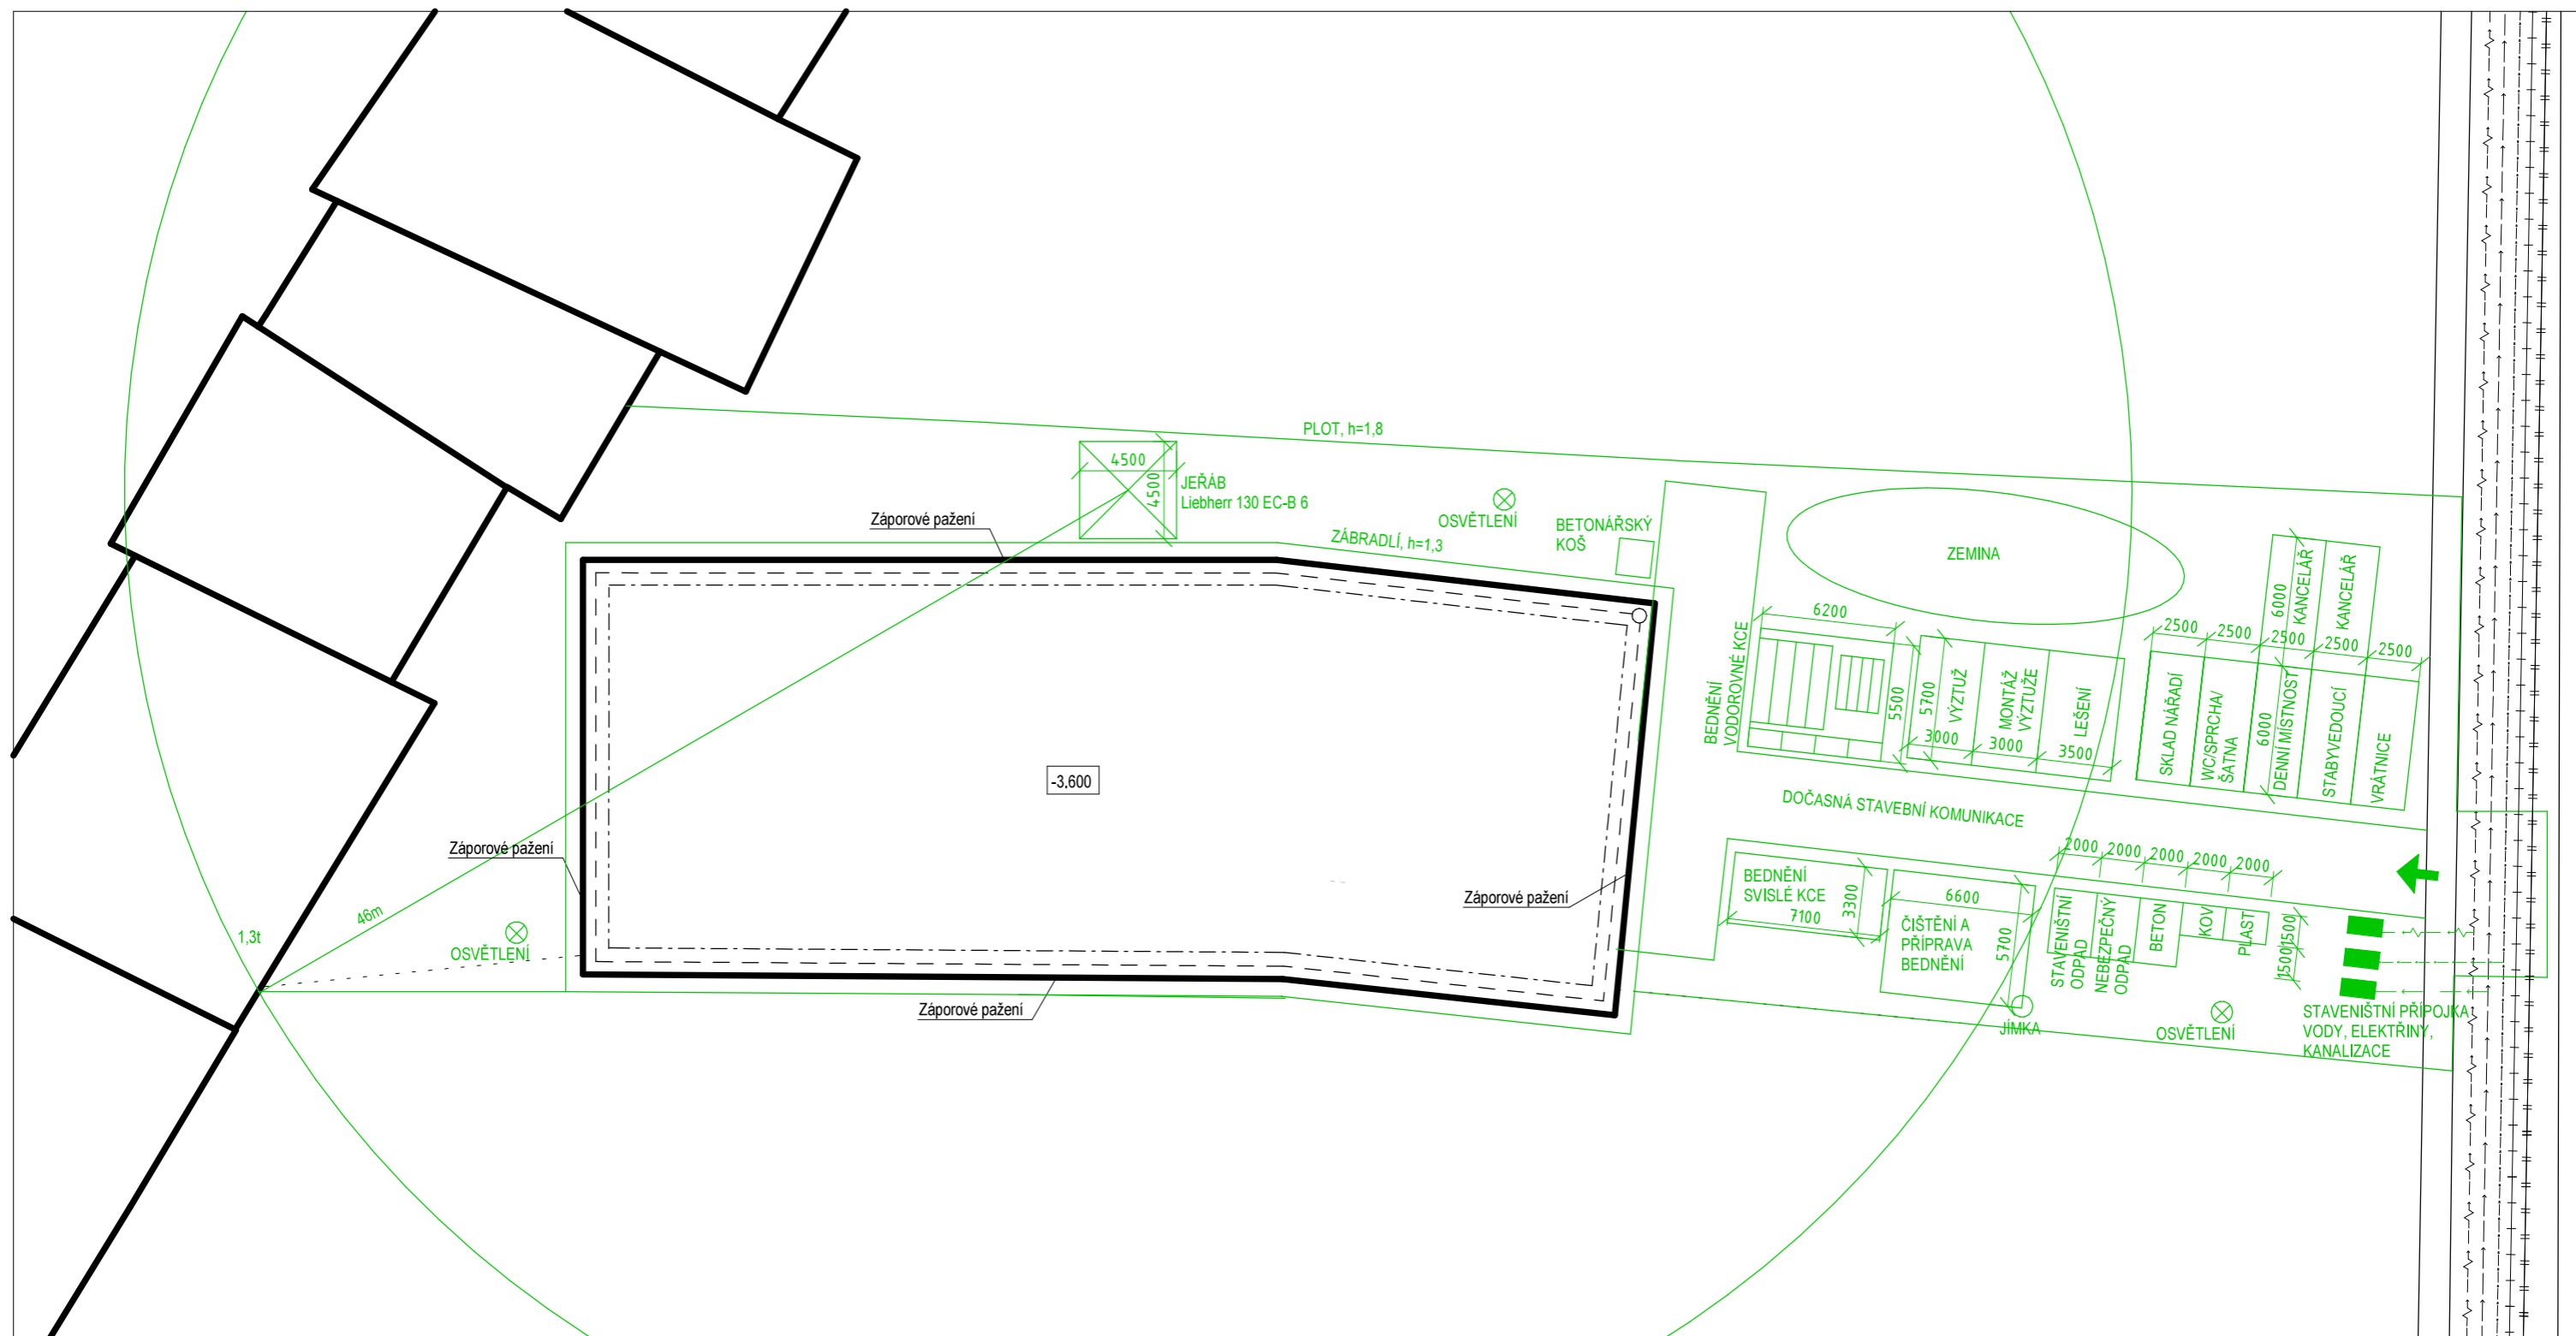 PLOT, h=1,8
4500
4500
JEŘÁB
Liebherr 130 EC-B 6
Záporové pažení
OSVĚTLENÍ
BETONÁŘSKÝ
KOŠ
ZÁBRADLÍ, h=1,3
ZEMINA
KANCELÁŘ
KANCELÁŘ
6000
2500
2500
2500
2500
2500
6200
BEDNĚNÍ
VODOROVNÉ KCE
5500
5700
VÝZTUŽ
MONTÁŽ
VÝZTUŽE
LEŠENÍ
3000
3000
3500
SKLAD NÁŘADÍ
WC/SPRCHA/
ŠATNA
6000
DENNÍ MÍSTNOST
STABYVEDOUCÍ
VRÁTNICE
-3.600
DOČASNÁ STAVEBNÍ KOMUNIKACE
Záporové pažení
Záporové pažení
BEDNĚNÍ
SVISLÉ KCE
3300
7100
6600
ČIŠTĚNÍ A
PŘÍPRAVA
BEDNĚNÍ
5700
2000
2000
2000
2000
2000
STAVENIŠTNÍ
ODPAD
NEBEZPEČNÝ
ODPAD
BETON
KOV
PLAST
1500
1500
46m
1,3t
OSVĚTLENÍ
Záporové pažení
JÍMKA
OSVĚTLENÍ
STAVENIŠTNÍ PŘÍPOJKA
VODY, ELEKTŘINY,
KANALIZACE